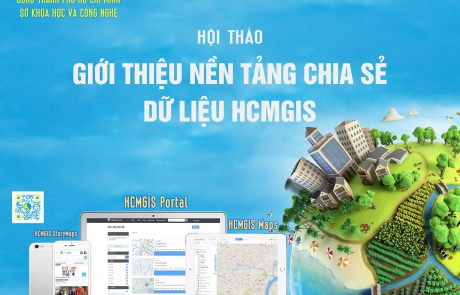 SỞ KHOA HỌC VÀ CÔNG NGHỆ
HỘI THẢO
GIỚI THIỆU NỀN TẢNG CHIA SẺ
DỮ LIỆU HCMGIS
HCMGIS Portal
HCMGIS StoryMaps
HCMGIS Maps